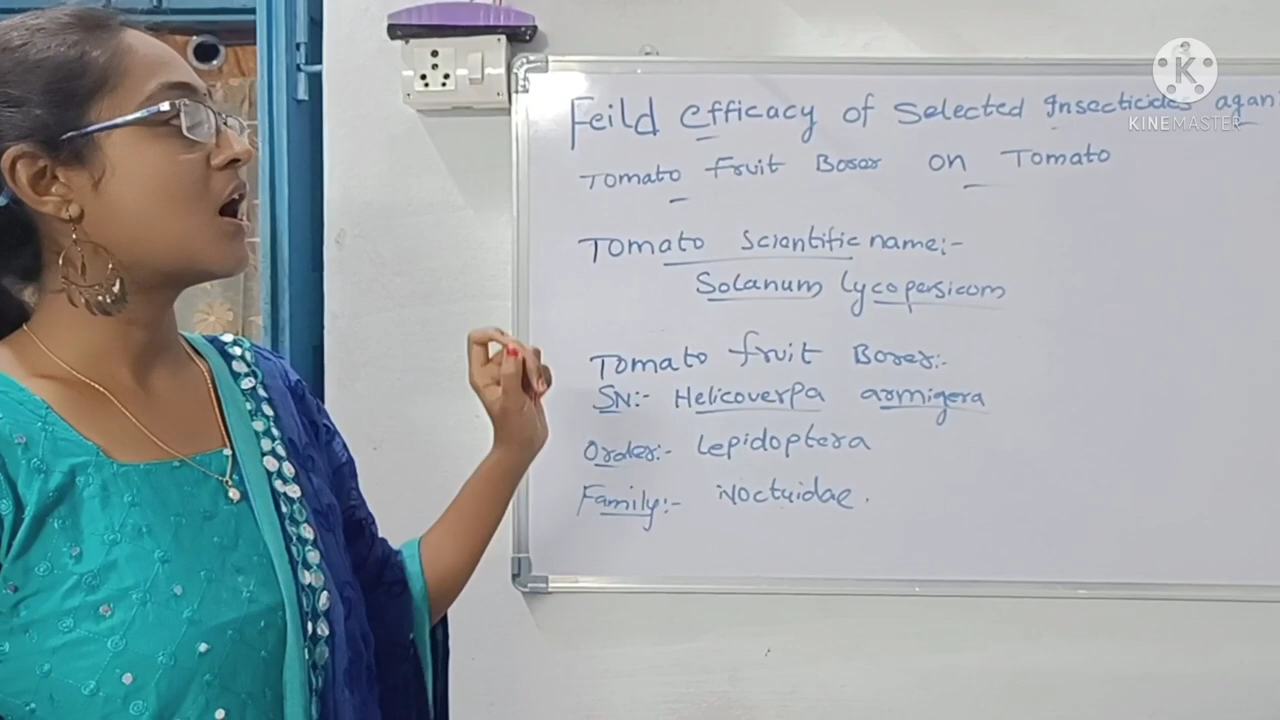 Feild Efficacy of Selected Insecticides again
Tomato Fruit Borer on Tomato
Tomato Scientific name:-
Solanum lycopersicom
Tomato fruit Borer:-
SN:- Helicoverpa armigera
Order:- Lepidoptera
Family:- Noctuidae.
K
KINEMASTER